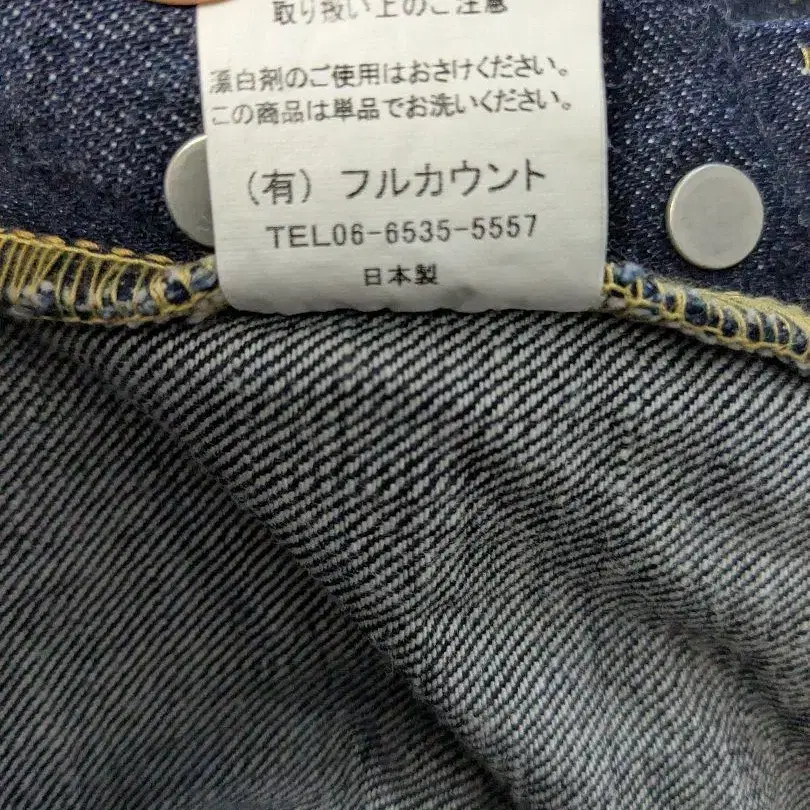 取り扱い上のご注意
漂白剤のご使用はおさけください。
この商品は単品でお洗いください。
(有) フルカウント
TEL06-6535-5557
日本製